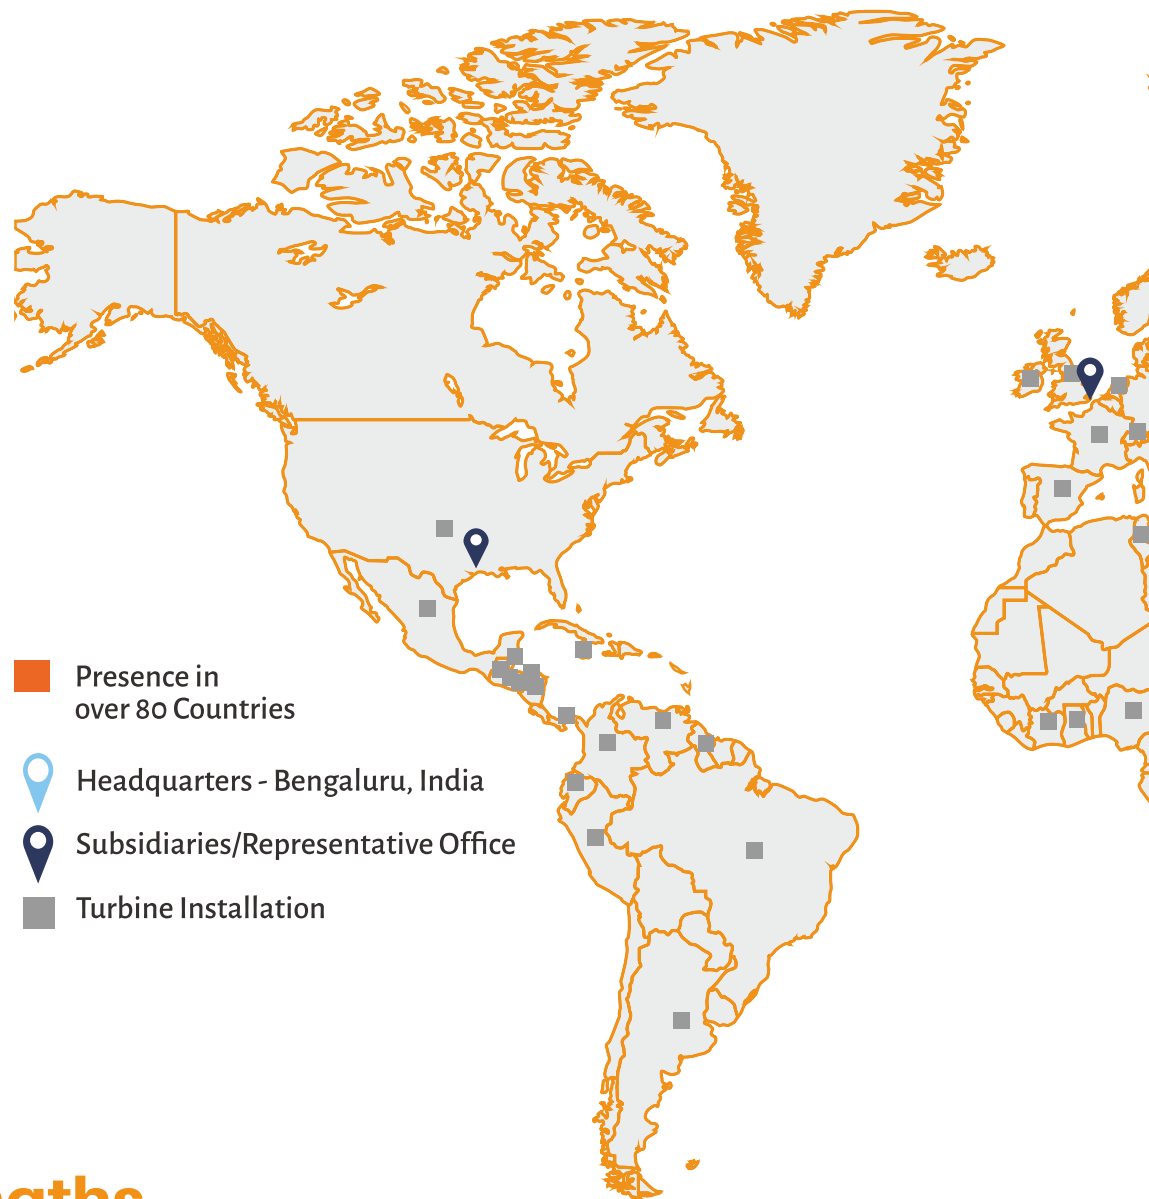 Presence in
over 80 Countries
Headquarters - Bengaluru, India
Subsidiaries/Representative Office
Turbine Installation